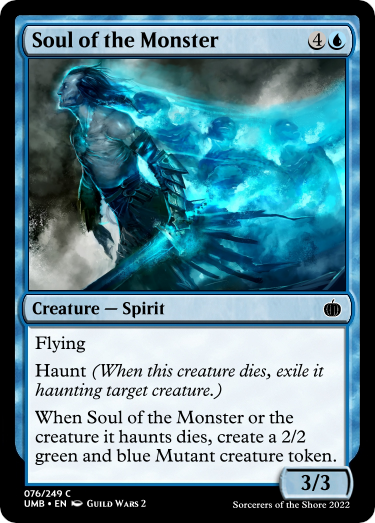 Soul of the Monster 4
Creature — Spirit
Flying
Haunt (When this creature dies, exile it
haunting target creature.)
When Soul of the Monster or the
creature it haunts dies, create a 2/2
green and blue Mutant creature token.
3/3
076/249 C
UMB • EN Guild Wars 2
Sorcerers of the Shore 2022